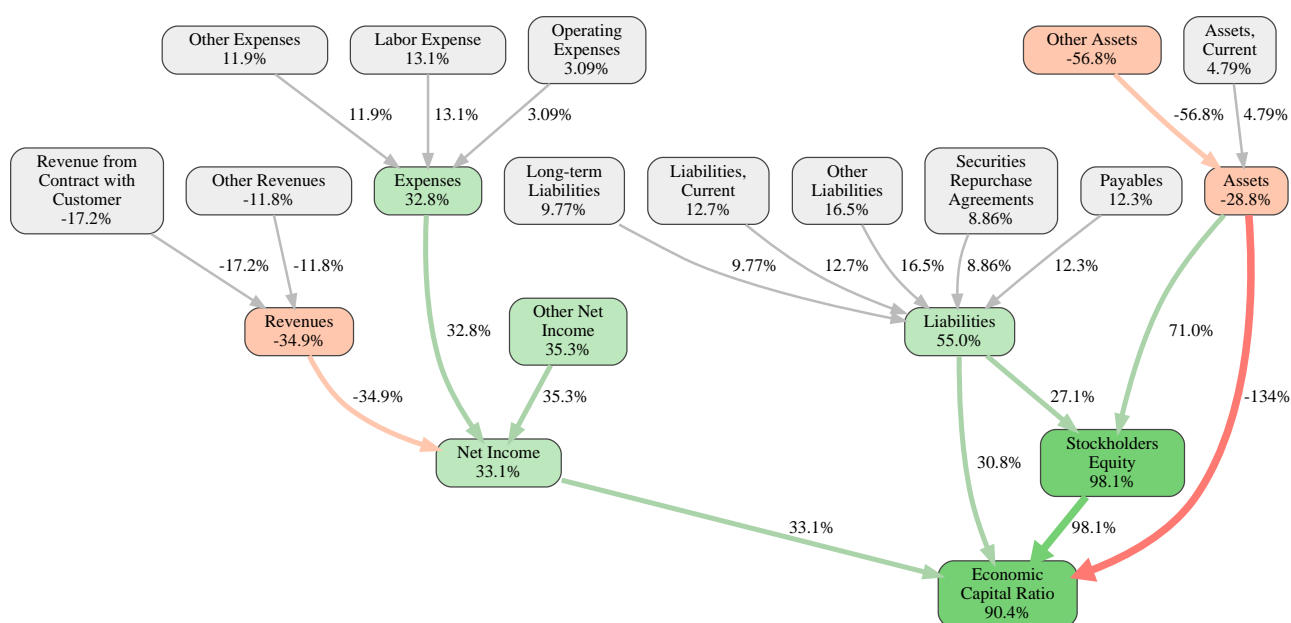 Other Expenses
11.9%
Labor Expense
13.1%
Operating
Expenses
3.09%
Other Assets
-56.8%
Assets,
Current
4.79%
11.9%
13.1%
3.09%
-56.8%
4.79%
Revenue from
Contract with
Customer
-17.2%
Other Revenues
-11.8%
Expenses
32.8%
Long-term
Liabilities
9.77%
Liabilities,
Current
12.7%
Other
Liabilities
16.5%
Securities
Repurchase
Agreements
8.86%
Payables
12.3%
Assets
-28.8%
-17.2%
-11.8%
9.77%
12.7%
16.5%
8.86%
12.3%
Revenues
-34.9%
32.8%
Other Net
Income
35.3%
Liabilities
55.0%
71.0%
-34.9%
35.3%
27.1%
-134%
Net Income
33.1%
30.8%
Stockholders
Equity
98.1%
33.1%
98.1%
Economic
Capital Ratio
90.4%